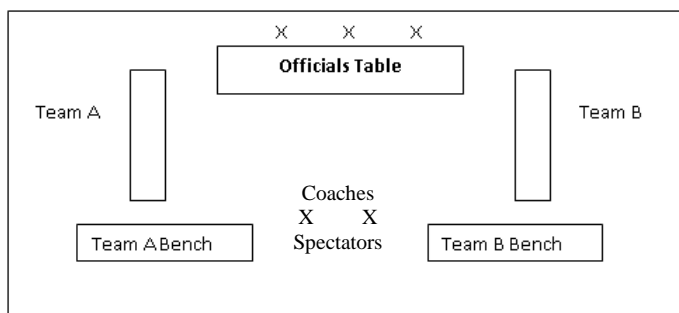 X X X
Officials Table
Team A
Team B
Coaches
X X
Spectators
Team A Bench
Team B Bench